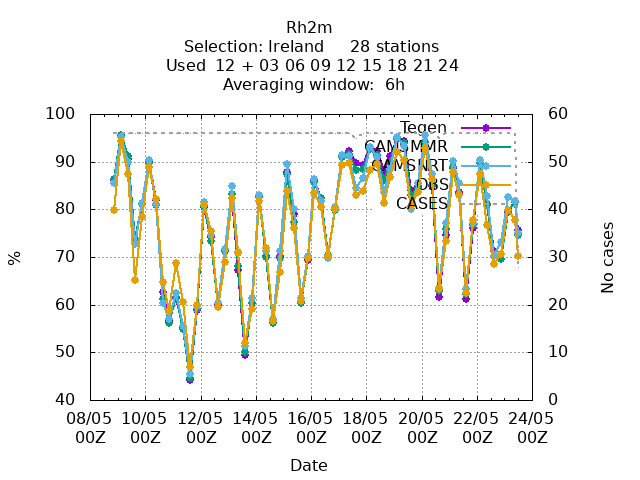 Rh2m
Selection: Ireland 28 stations
Used 12 + 03 06 09 12 15 18 21 24
Averaging window: 6h
100
90
80
70
60
50
40
60
50
40
30
20
10
0
%
No cases
Tegen
CAMSIMMR
CAMSNRT
OBS
CASES
08/05 10/05 12/05 14/05 16/05 18/05 20/05 22/05 24/05
00Z 00Z 00Z 00Z 00Z 00Z 00Z 00Z 00Z
Date